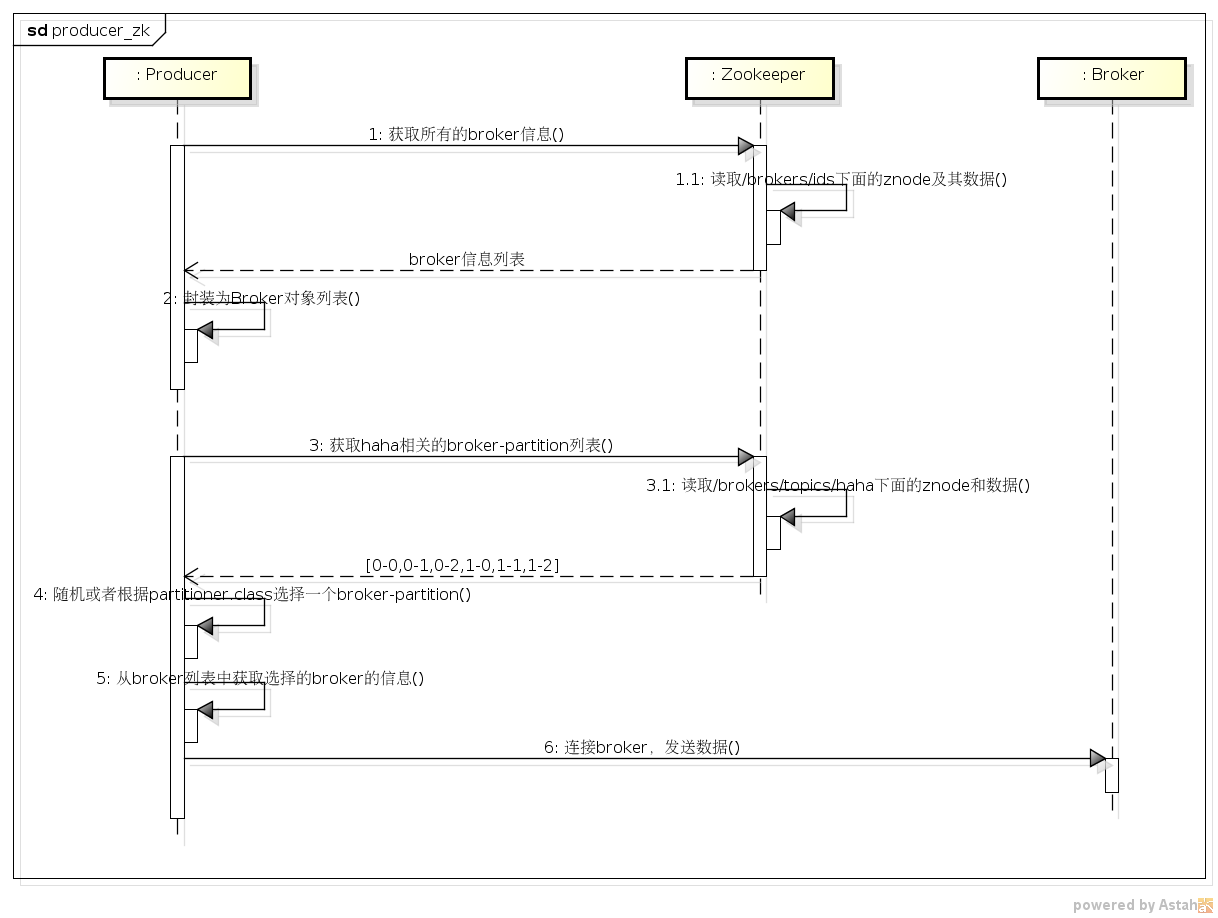 sd producer_zk
: Producer
: Zookeeper
: Broker
1: 获取所有的broker信息()
1.1: 读取/brokers/ids下面的znode及其数据()
broker信息列表
2: 封装为Broker对象列表()
3: 获取haha相关的broker-partition列表()
3.1: 读取/brokers/topics/haha下面的znode和数据()
[0-0,0-1,0-2,1-0,1-1,1-2]
4: 随机或者根据partitioner.class选择一个broker-partition()
5: 从broker列表中获取选择的broker的信息()
6: 连接broker，发送数据()
powered by Astah